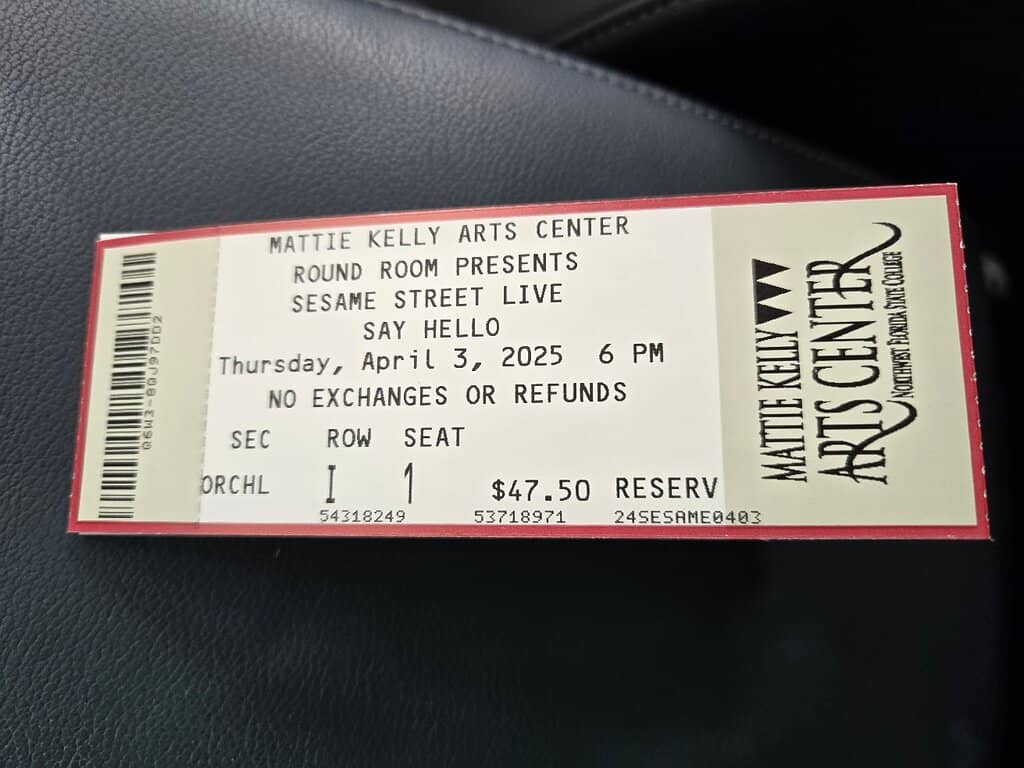 MATTIE KELLY ARTS CENTER
ROUND ROOM PRESENTS
SESAME STREET LIVE
SAY HELLO
Thursday, April 3, 2025 6 PM
NO EXCHANGES OR REFUNDS
SEC ROW SEAT
ORCHL I 1 $47.50 RESERV
54318249 53718971 24SESAME0403
MATTIE KELLY
ARTS CENTER
NORTHWEST FLORIDA STATE COLLEGE